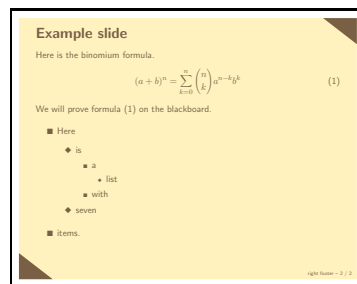 Example slide
Here is the binomium formula.
(a + b)^n = \sum_{k=0}^{n} \binom{n}{k} a^{n-k} b^k (1)
We will prove formula (1) on the blackboard.
■ Here
◆ is
■ a
◆ list
■ with
◆ seven
■ items.
right footer – 2 / 2